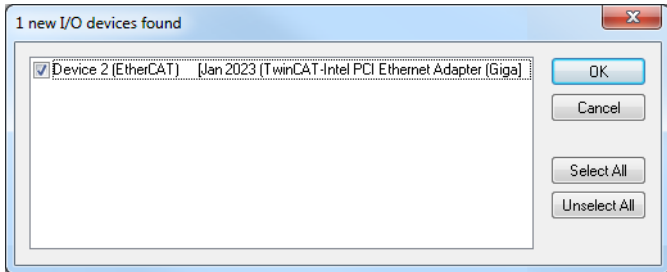 1 new I/O devices found
Device 2 (EtherCAT) [Jan 2023 (TwinCAT-Intel PCI Ethernet Adapter (Giga]
OK
Cancel
Select All
Unselect All